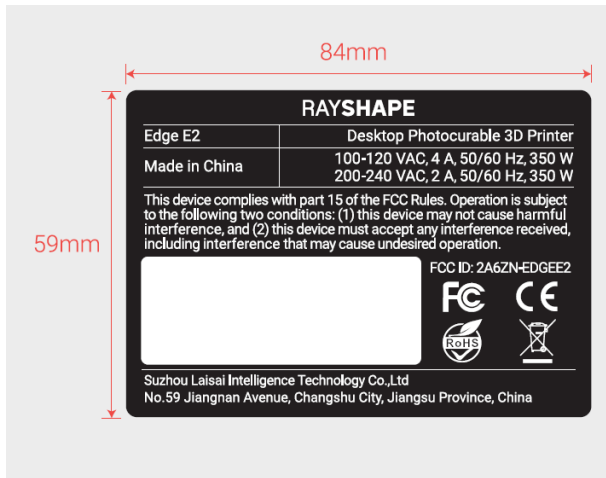 84mm
59mm
RAYSHAPE
Edge E2 Desktop Photocurable 3D Printer
Made in China 100-120 VAC, 4 A, 50/60 Hz, 350 W
200-240 VAC, 2 A, 50/60 Hz, 350 W
This device complies with part 15 of the FCC Rules. Operation is subject
to the following two conditions: (1) this device may not cause harmful
interference, and (2) this device must accept any interference received,
including interference that may cause undesired operation.
FCC ID: 2A6ZN-EDGEE2
FC CE
RoHS
Suzhou Laisai Intelligence Technology Co.,Ltd
No.59 Jiangnan Avenue, Changshu City, Jiangsu Province, China